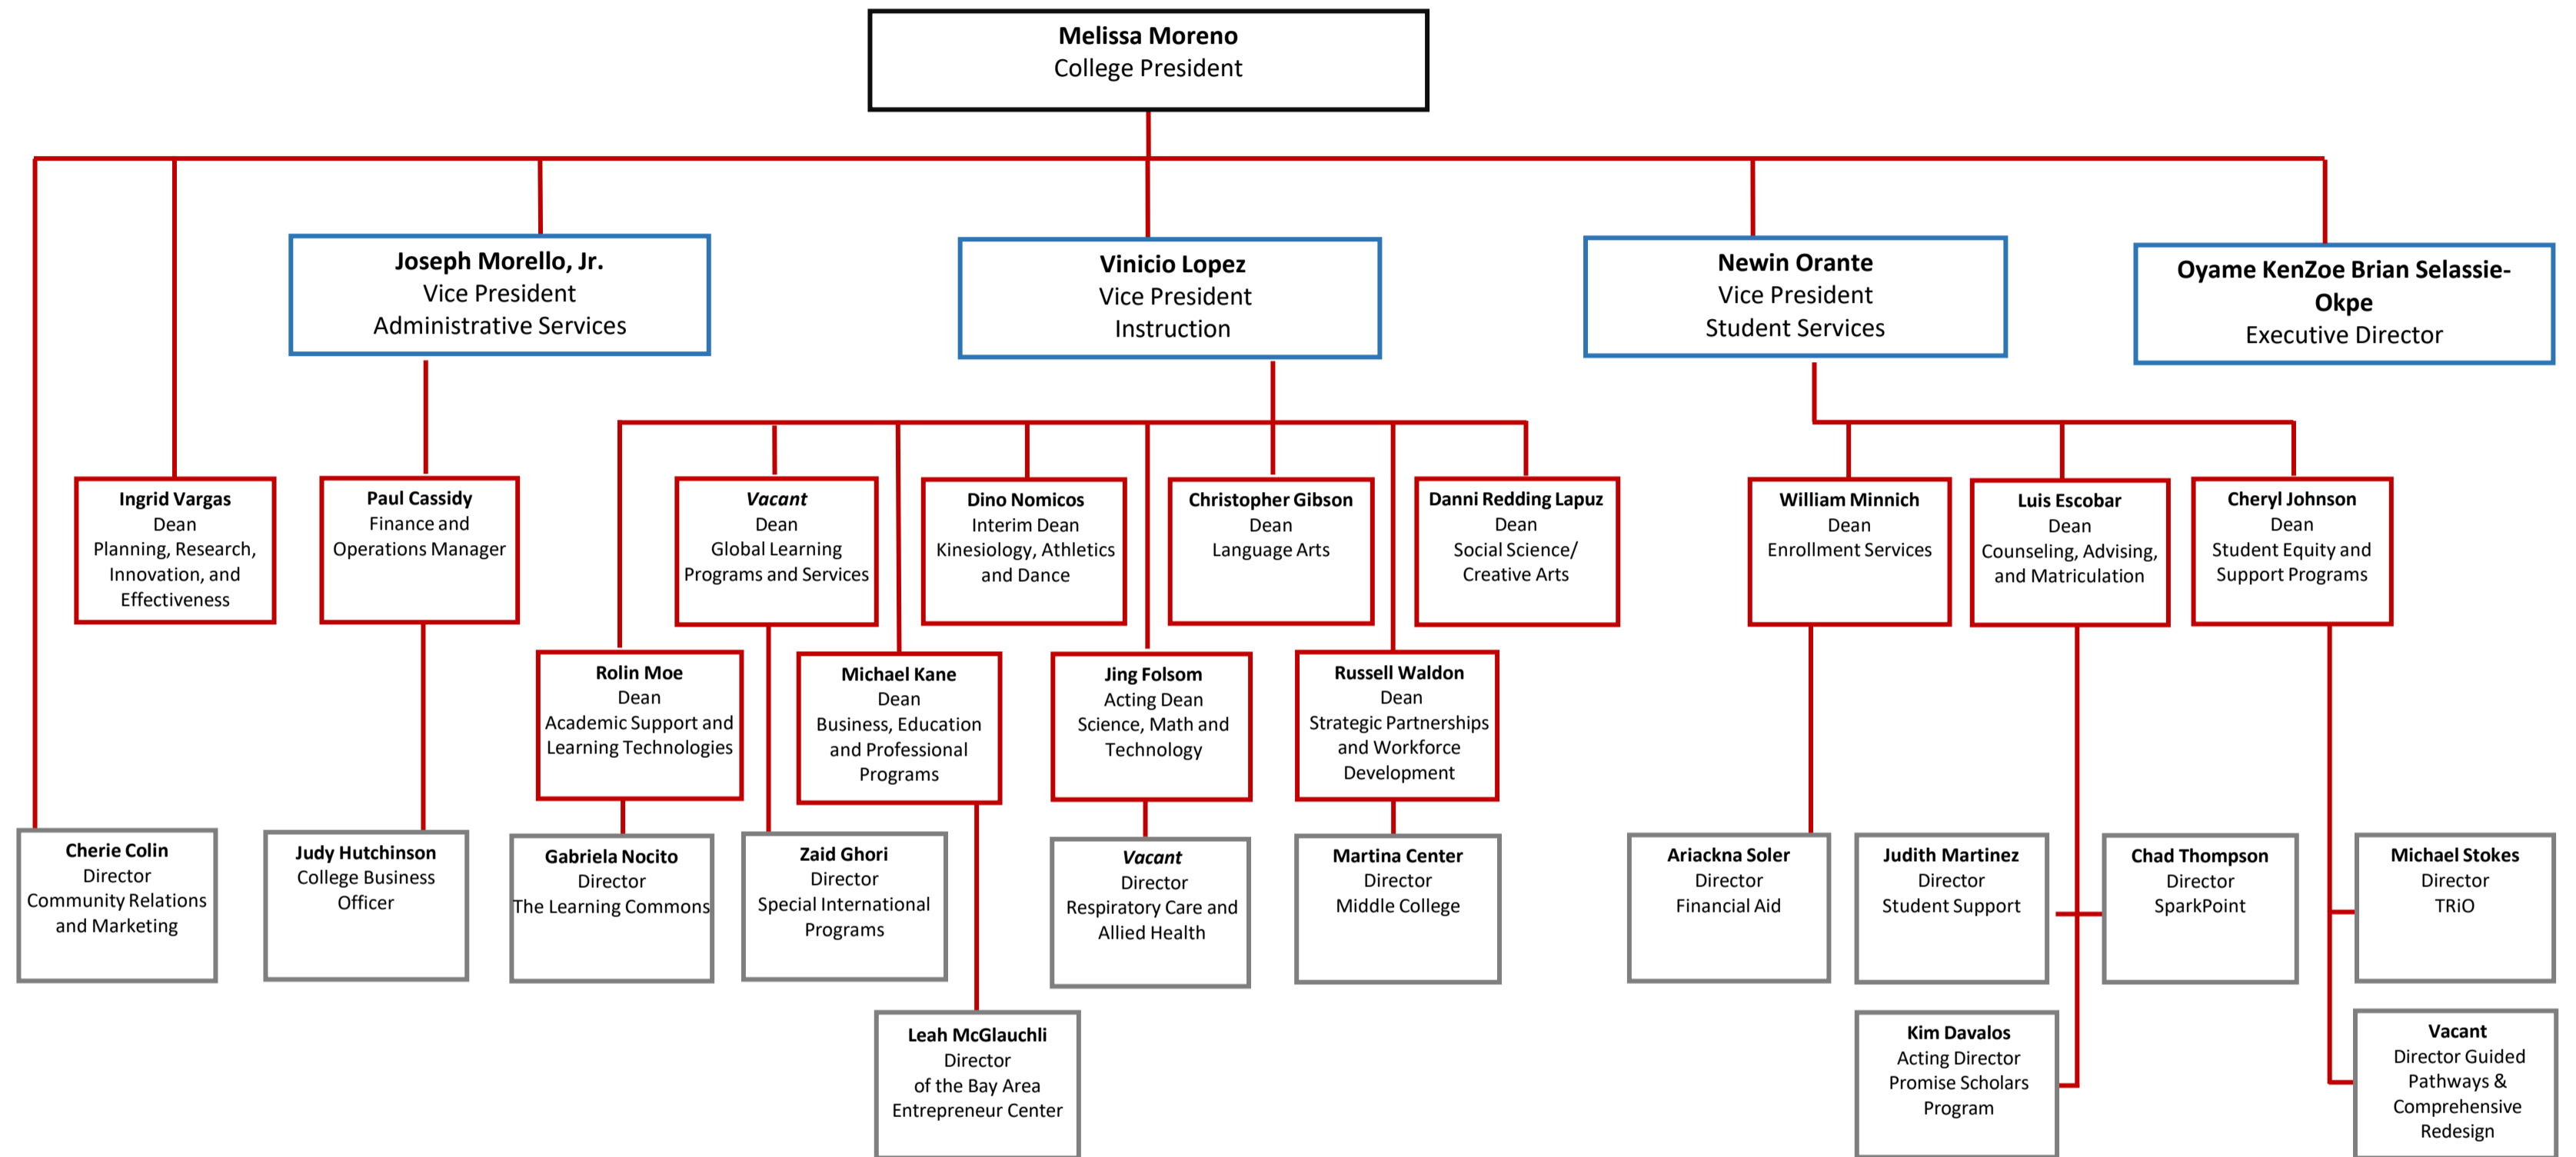 Melissa Moreno
College President
Joseph Morello, Jr.
Vice President
Administrative Services
Vinicio Lopez
Vice President
Instruction
Newin Orante
Vice President
Student Services
Oyame KenZoe Brian Selassie-
Okpe
Executive Director
Ingrid Vargas
Dean
Planning, Research,
Innovation, and
Effectiveness
Paul Cassidy
Finance and
Operations Manager
Vacant
Dean
Global Learning
Programs and Services
Dino Nomicos
Interim Dean
Kinesiology, Athletics
and Dance
Christopher Gibson
Dean
Language Arts
Danni Redding Lapuz
Dean
Social Science/
Creative Arts
William Minnich
Dean
Enrollment Services
Luis Escobar
Dean
Counseling, Advising,
and Matriculation
Cheryl Johnson
Dean
Student Equity and
Support Programs
Rolin Moe
Dean
Academic Support and
Learning Technologies
Michael Kane
Dean
Business, Education
and Professional
Programs
Jing Folsom
Acting Dean
Science, Math and
Technology
Russell Waldon
Dean
Strategic Partnerships
and Workforce
Development
Cherie Colin
Director
Community Relations
and Marketing
Judy Hutchinson
College Business
Officer
Gabriela Nocito
Director
The Learning Commons
Zaid Ghori
Director
Special International
Programs
Vacant
Director
Respiratory Care and
Allied Health
Martina Center
Director
Middle College
Ariackna Soler
Director
Financial Aid
Judith Martinez
Director
Student Support
Chad Thompson
Director
SparkPoint
Michael Stokes
Director
TRiO
Leah McGlauchli
Director
of the Bay Area
Entrepreneur Center
Kim Davalos
Acting Director
Promise Scholars
Program
Vacant
Director Guided
Pathways &
Comprehensive
Redesign